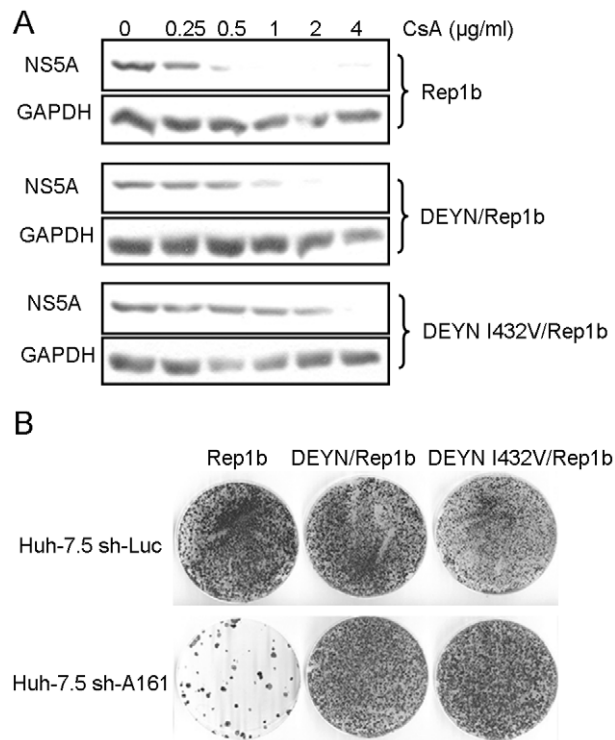 A
0 0.25 0.5 1 2 4 CsA (µg/ml)
NS5A
GAPDH
Rep1b
NS5A
GAPDH
DEYN/Rep1b
NS5A
GAPDH
DEYN I432V/Rep1b
B
Rep1b DEYN/Rep1b DEYN I432V/Rep1b
Huh-7.5 sh-Luc
Huh-7.5 sh-A161